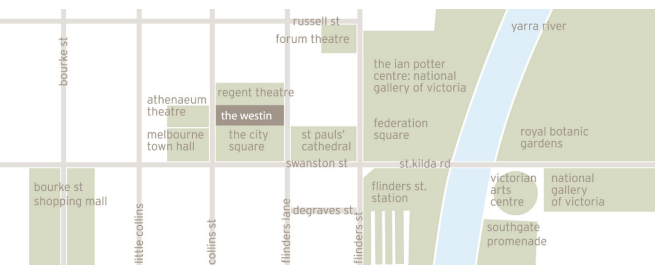 russell st
yarra river
forum theatre
bourke st
the ian potter
centre: national
gallery of victoria
regent theatre
athenaeum
theatre
the westin
federation
square
melbourne
town hall
the city
square
st pauls'
cathedral
royal botanic
gardens
swanston st
st.kilda rd
bourke st
shopping mall
flinders st.
station
victorian
arts
centre
national
gallery
of victoria
degraves st.
little collins
collins st
flinders lane
flinders st
southgate
promenade